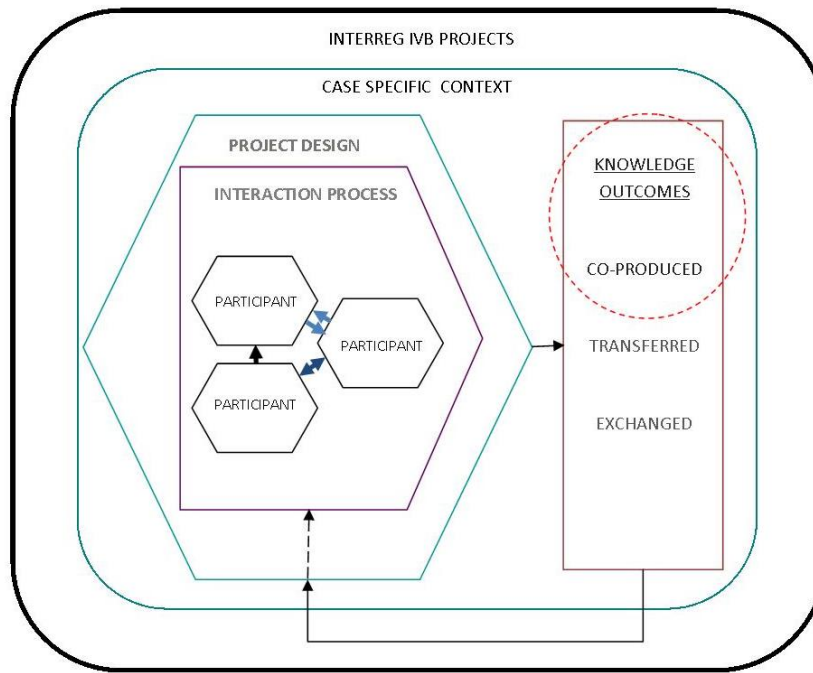 INTERREG IVB PROJECTS
CASE SPECIFIC CONTEXT
PROJECT DESIGN
INTERACTION PROCESS
PARTICIPANT
PARTICIPANT
PARTICIPANT
KNOWLEDGE
OUTCOMES
CO-PRODUCED
TRANSFERRED
EXCHANGED